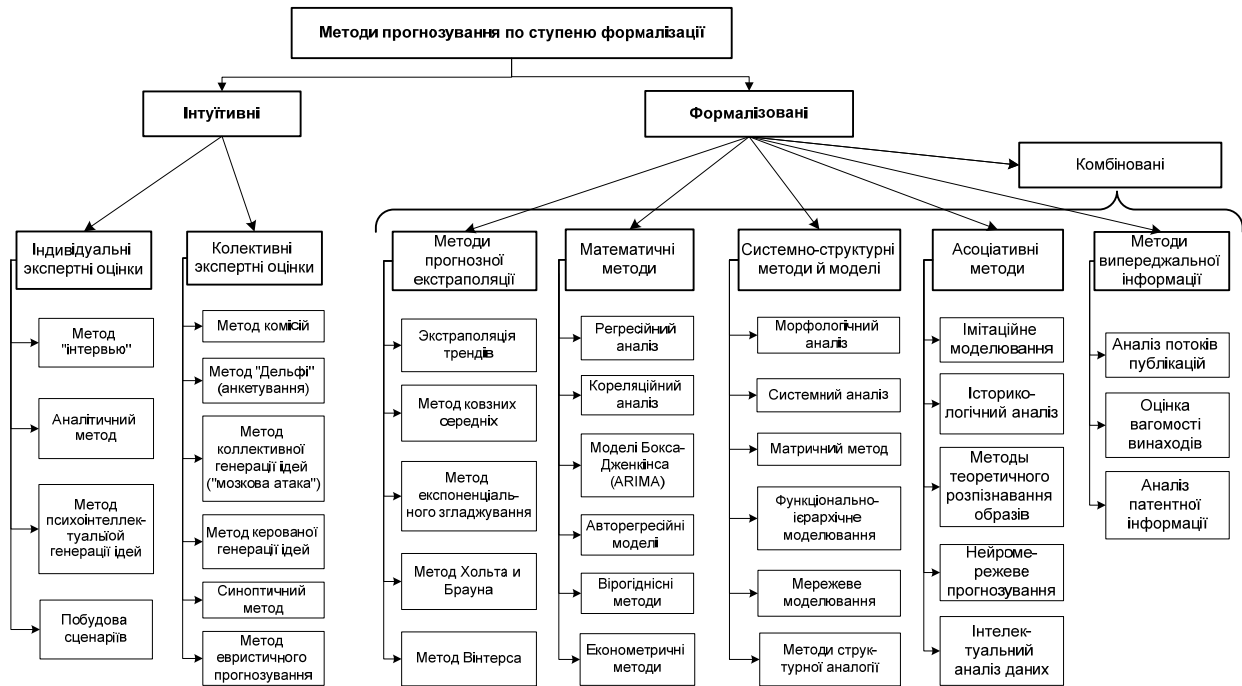 Методи прогнозування по ступеню формалізації
Інтуїтивні
Формалізовані
Комбіновані
Індивідуальні
экспертні оцінки
Колективні
экспертні оцінки
Методи
прогнозної
екстраполяції
Математичні
методи
Системно-структурні
методи й моделі
Асоціативні
методи
Методи
випереджальної
інформації
Метод
"інтервью"
Аналітичний
метод
Метод
психоінтеллек-
туальїої
генерації ідей
Побудова
сценаріїв
Метод комісій
Метод "Дельфі"
(анкетування)
Метод
коллективної
генерації ідей
("мозкова атака")
Метод керованої
генерації ідей
Синоптичний
метод
Метод
евристичного
прогнозування
Экстраполяція
трендів
Метод ковзних
середніх
Метод
експоненціаль-
ного згладжування
Метод Хольта и
Брауна
Метод Вінтерса
Регресійний
аналіз
Кореляційний
аналіз
Моделі Бокса-
Дженкінса
(ARIMA)
Авторегресійні
моделі
Вірогіднісні
методи
Економетричні
методи
Морфологічний
аналіз
Системний аналіз
Матричний метод
Функціонально-
ієрархічне
моделювання
Мережеве
моделювання
Методи струк-
турної аналогії
Імітаційне
моделювання
Історико-
логічний аналіз
Методы
теоретичного
розпізнавання
образів
Нейроме-
режеве
прогнозування
Інтелек-
туальний
аналіз даних
Аналіз потоків
публікацій
Оцінка
вагомості
винаходів
Аналіз
патентної
інформації